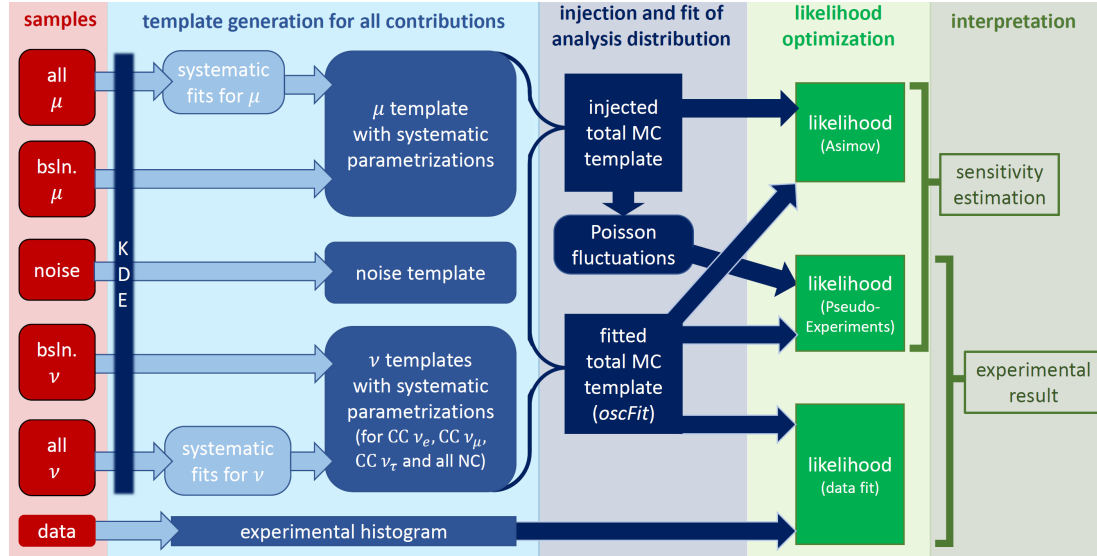 samples
template generation for all contributions
injection and fit of
analysis distribution
likelihood
optimization
interpretation
all
μ
bsln.
μ
noise
bsln.
ν
all
ν
data
K
D
E
systematic
fits for μ
μ template
with systematic
parametrizations
noise template
ν templates
with systematic
parametrizations
(for CC νe, CC νμ,
CC ντ and all NC)
systematic
fits for ν
experimental histogram
injected
total MC
template
Poisson
fluctuations
fitted
total MC
template
(oscFit)
likelihood
(Asimov)
likelihood
(Pseudo-
Experiments)
likelihood
(data fit)
sensitivity
estimation
experimental
result